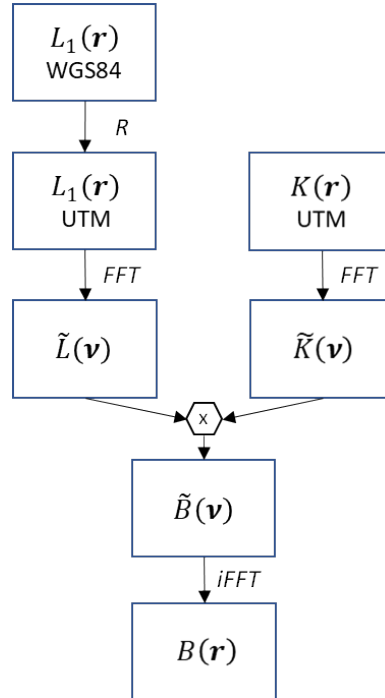 L₁(r)
WGS84
R
L₁(r)
UTM
K(r)
UTM
FFT
FFT
L̃(ν)
K̃(ν)
x
B̃(ν)
iFFT
B(r)